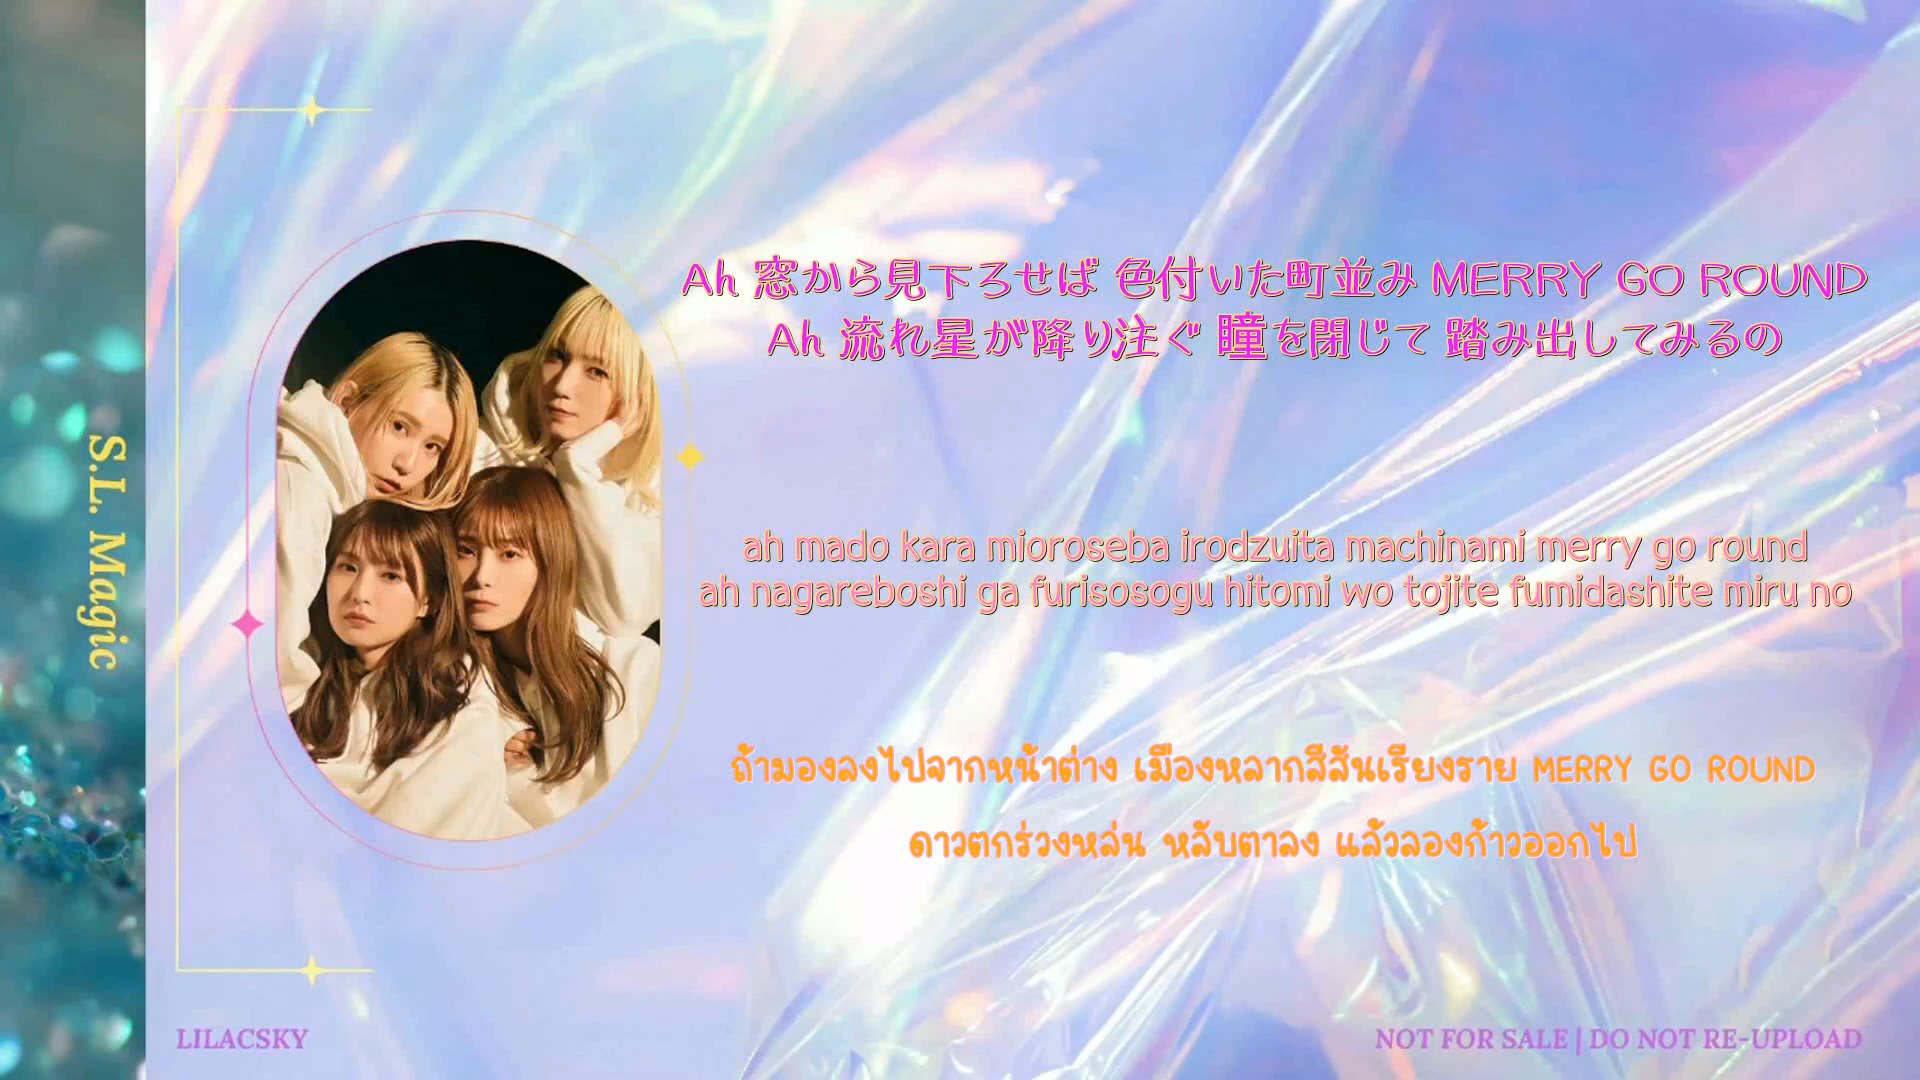 S.L. Magic
Ah 窓から見下ろせば 色付いた町並み MERRY GO ROUND
Ah 流れ星が降り注ぐ 瞳を閉じて 踏み出してみるの
ah mado kara mioroseba irodzuita machinami merry go round
ah nagareboshi ga furisosogu hitomi wo tojite fumidashite miru no
ถ้ามองลงไปจากหน้าต่าง เมืองหลากสีสันเรียงราย MERRY GO ROUND
ดาวตกร่วงหล่น หลับตาลง แล้วลองก้าวออกไป
LILACSKY
NOT FOR SALE | DO NOT RE-UPLOAD